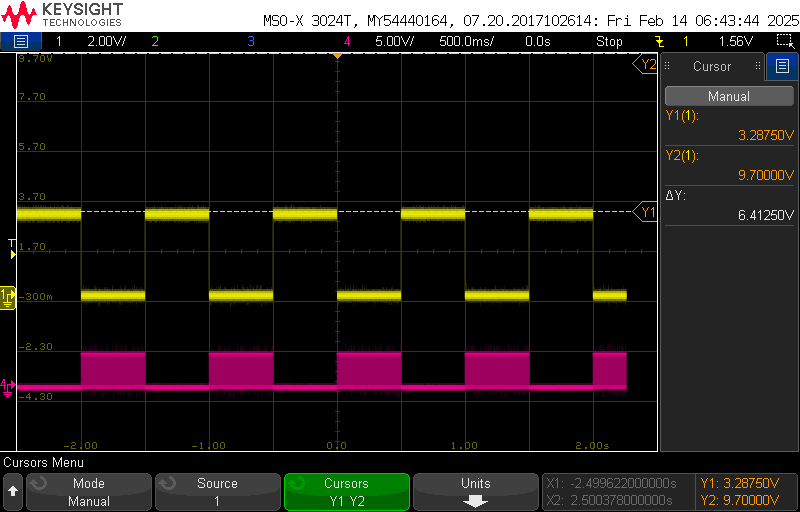 KEYSIGHT
TECHNOLOGIES
MSO-X 3024T, MY54440164, 07.20.2017102614: Fri Feb 14 06:43:44 2025
1 2.00V/ 2 3 4 5.00V/ 500.0ms/ 0.0s Stop 1 1.56V
9.70V
Y2
7.70
5.70
3.70
Y1
T
1.70
1
-300m
-2.30
4
-4.30
-2.00 -1.00 0.0 1.00 2.00s
Cursor
Manual
Y1(1):
3.28750V
Y2(1):
9.70000V
ΔY:
6.41250V
Cursors Menu
Mode
Manual
Source
1
Cursors
Y1 Y2
Units
X1: -2.499622000000s
X2: 2.500378000000s
Y1: 3.28750V
Y2: 9.70000V